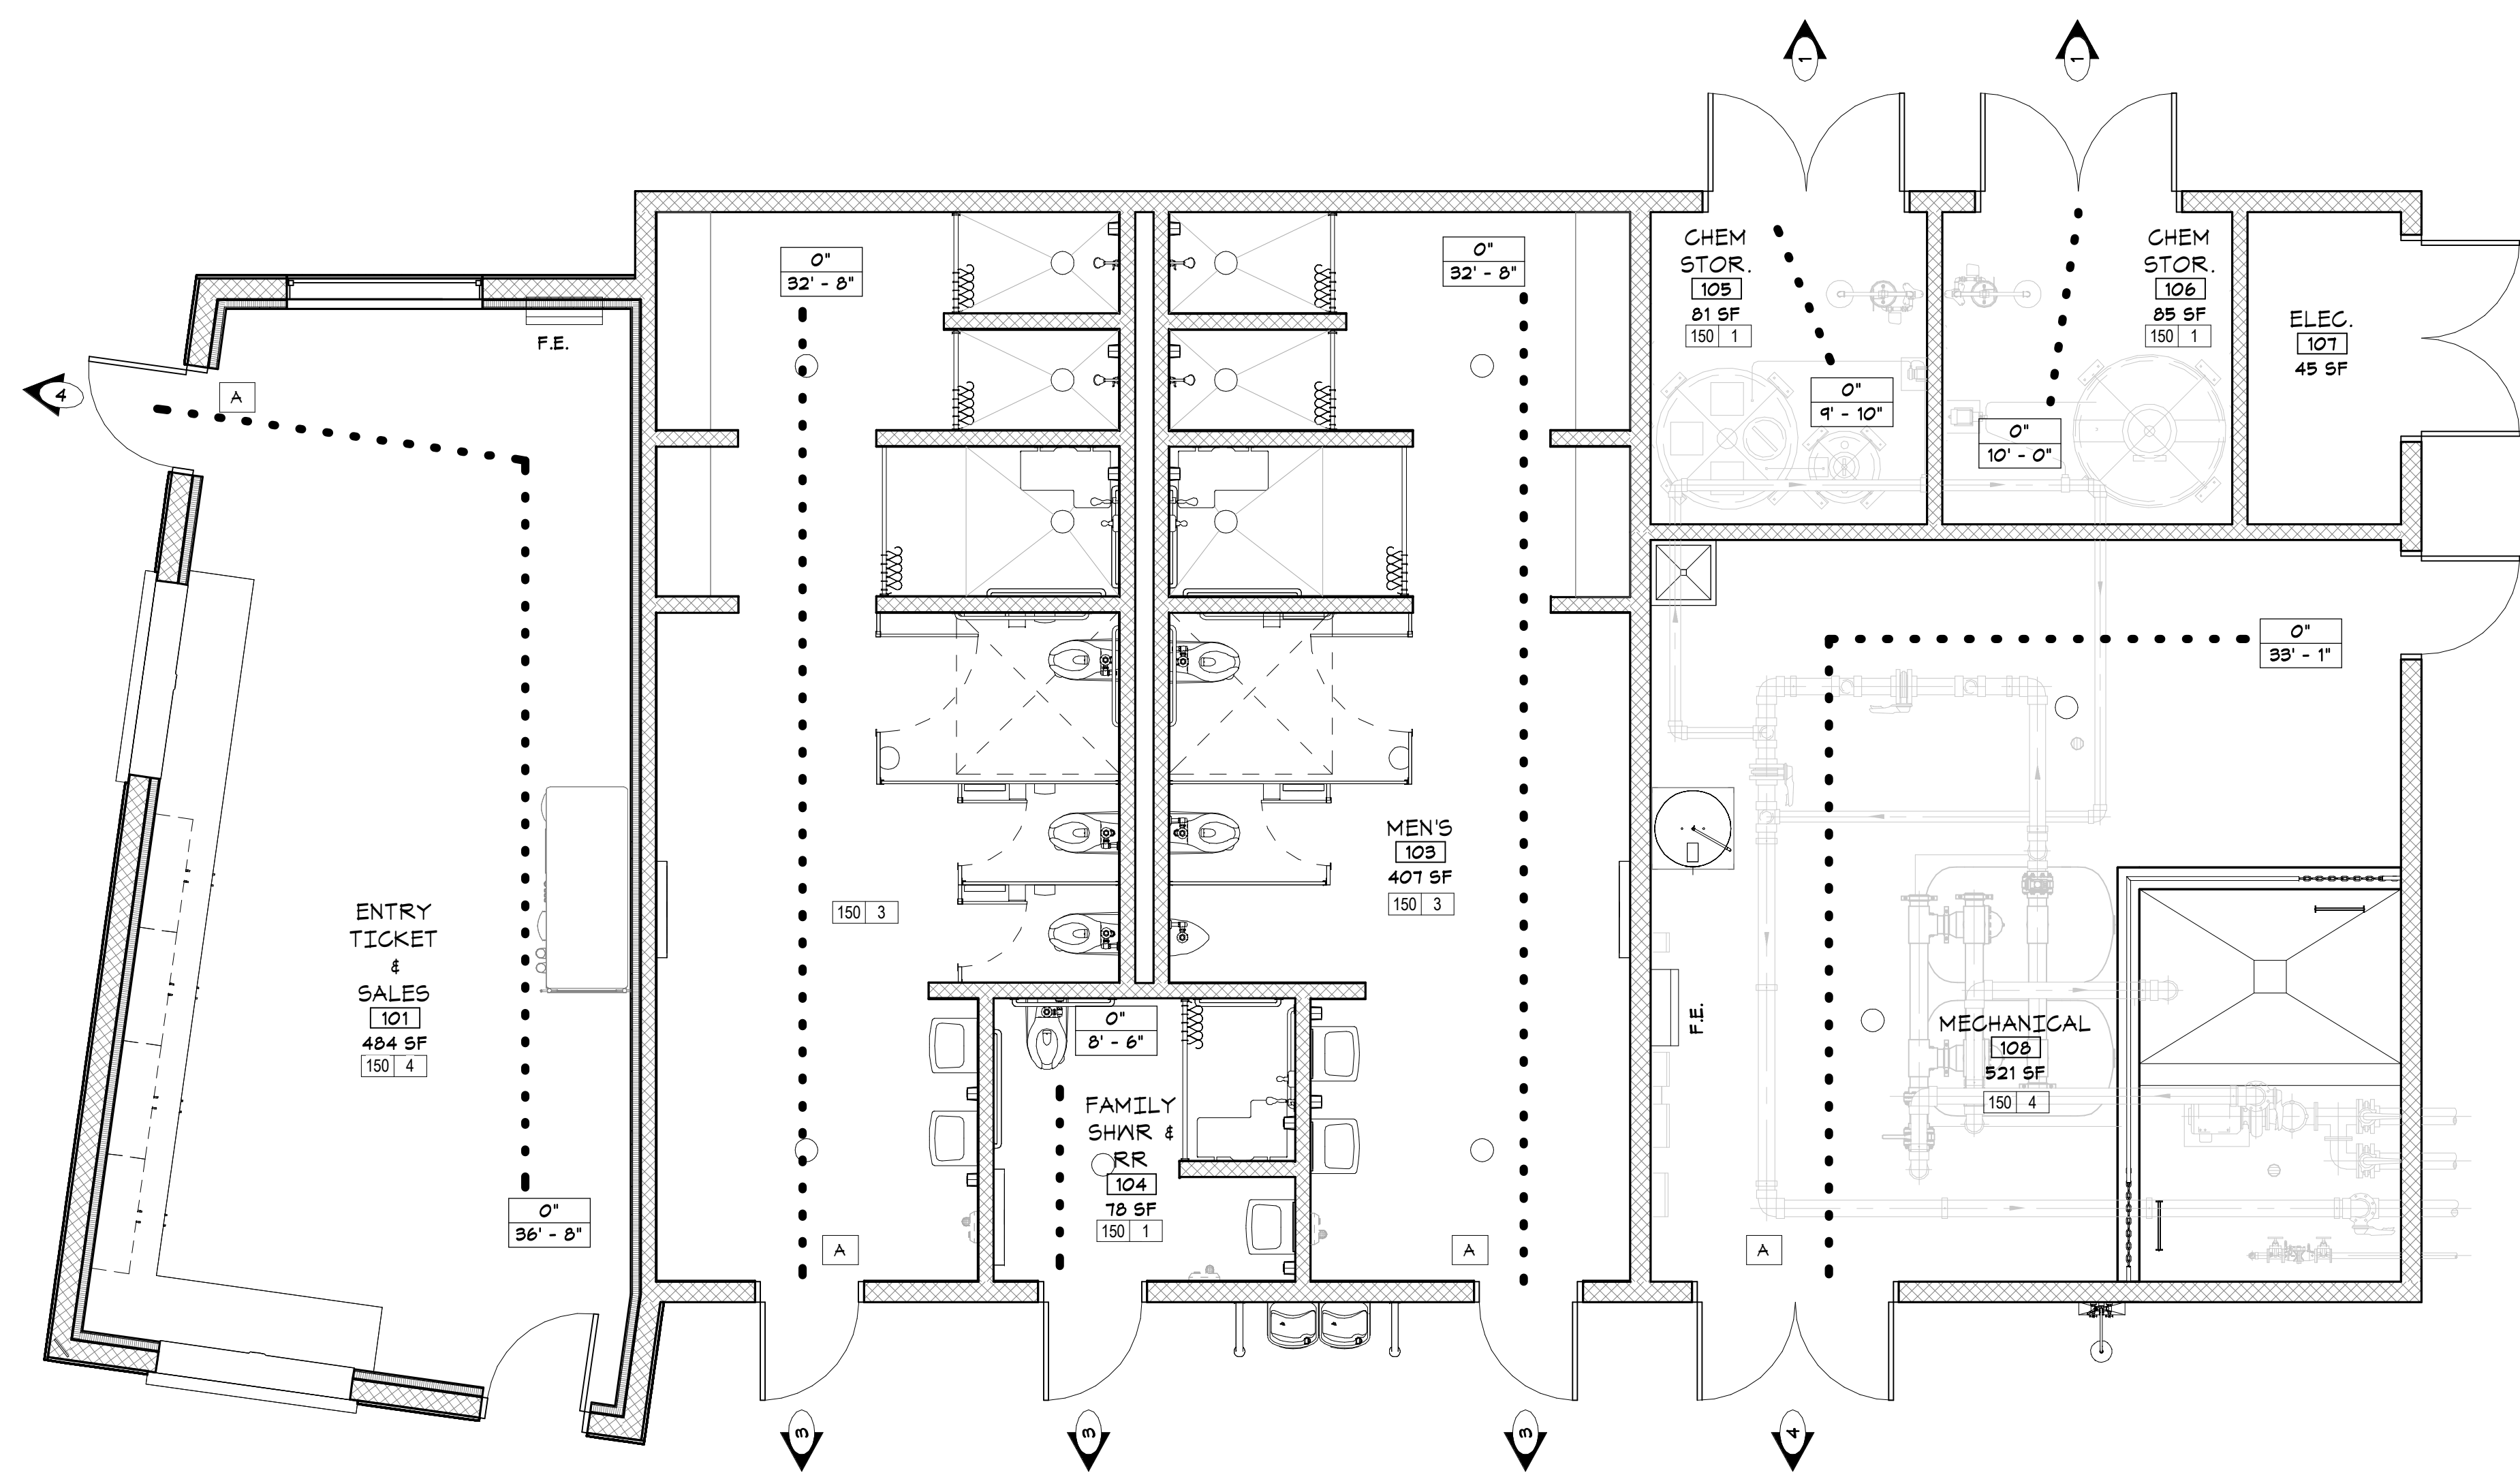 1
1
0"
32' - 8"
0"
32' - 8"
CHEM
STOR.
105
81 SF
150 1
CHEM
STOR.
106
85 SF
150 1
ELEC.
107
45 SF
F.E.
4
A
0"
9' - 10"
0"
10' - 0"
0"
33' - 1"
MEN'S
103
407 SF
150 3
150 3
ENTRY
TICKET
&
SALES
101
484 SF
150 4
0"
8' - 6"
F.E.
MECHANICAL
108
521 SF
150 4
FAMILY
SHWR &
RR
104
78 SF
150 1
0"
36' - 8"
A
A
A
3
3
3
4